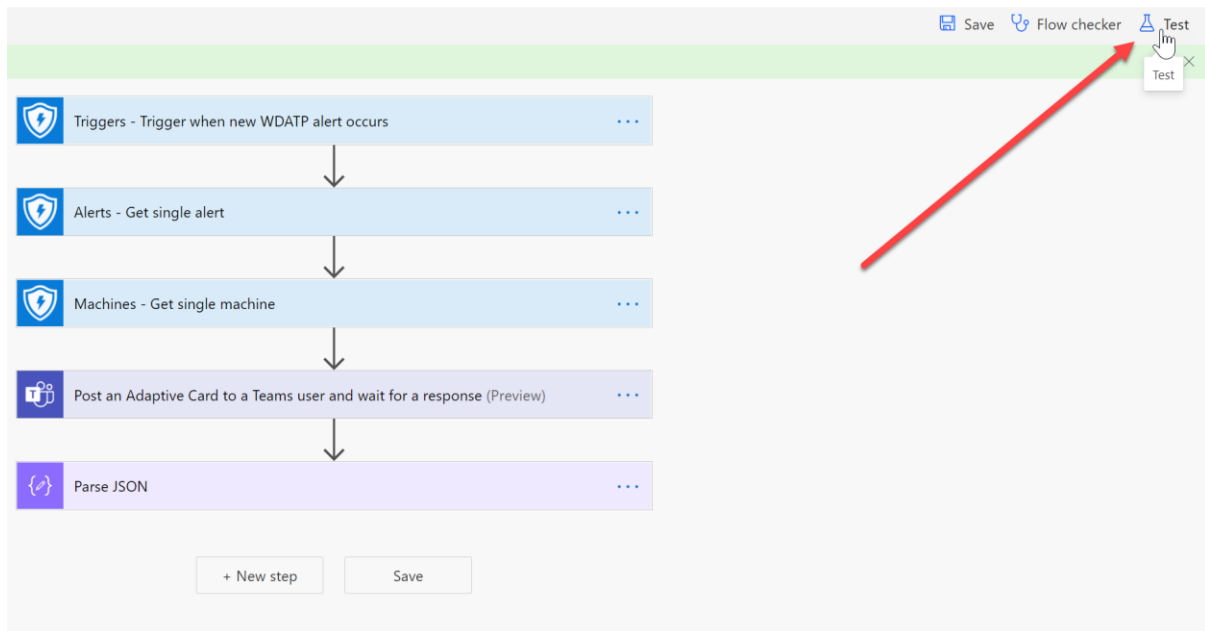 Save Flow checker Test
Test
Triggers - Trigger when new WDATP alert occurs
Alerts - Get single alert
Machines - Get single machine
Post an Adaptive Card to a Teams user and wait for a response (Preview)
Parse JSON
+ New step Save